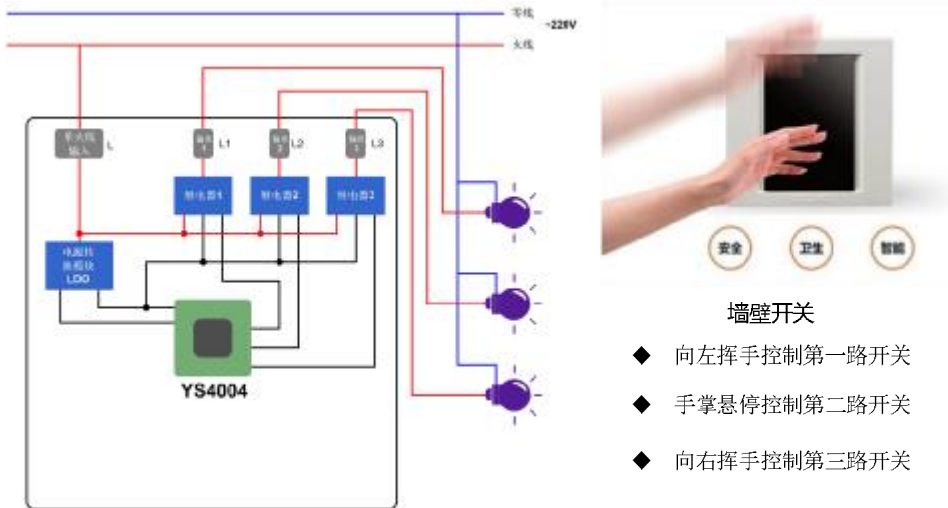 零线
~220V
火线
单火线
输入
L
L1
L2
L3
继电器1
继电器2
继电器3
电源转
换模块
LDO
YS4004
安全
卫生
智能
墙壁开关
◆ 向左挥手控制第一路开关
◆ 手掌悬停控制第二路开关
◆ 向右挥手控制第三路开关